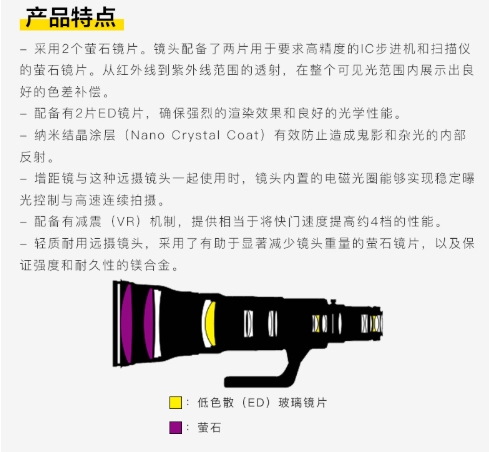 产品特点
– 采用2个萤石镜片。镜头配备了两片用于要求高精度的IC步进机和扫描仪
的萤石镜片。从红外线到紫外线范围的透射，在整个可见光范围内展示出良
好的色差补偿。
– 配备有2片ED镜片，确保强烈的渲染效果和良好的光学性能。
– 纳米结晶涂层（Nano Crystal Coat）有效防止造成鬼影和杂光的内部
反射。
– 增距镜与这种远摄镜头一起使用时，镜头内置的电磁光圈能够实现稳定曝
光控制与高速连续拍摄。
– 配备有减震（VR）机制，提供相当于将快门速度提高约4档的性能。
– 轻质耐用远摄镜头，采用了有助于显著减少镜头重量的萤石镜片，以及保
证强度和耐久性的镁合金。
：低色散（ED）玻璃镜片
：萤石